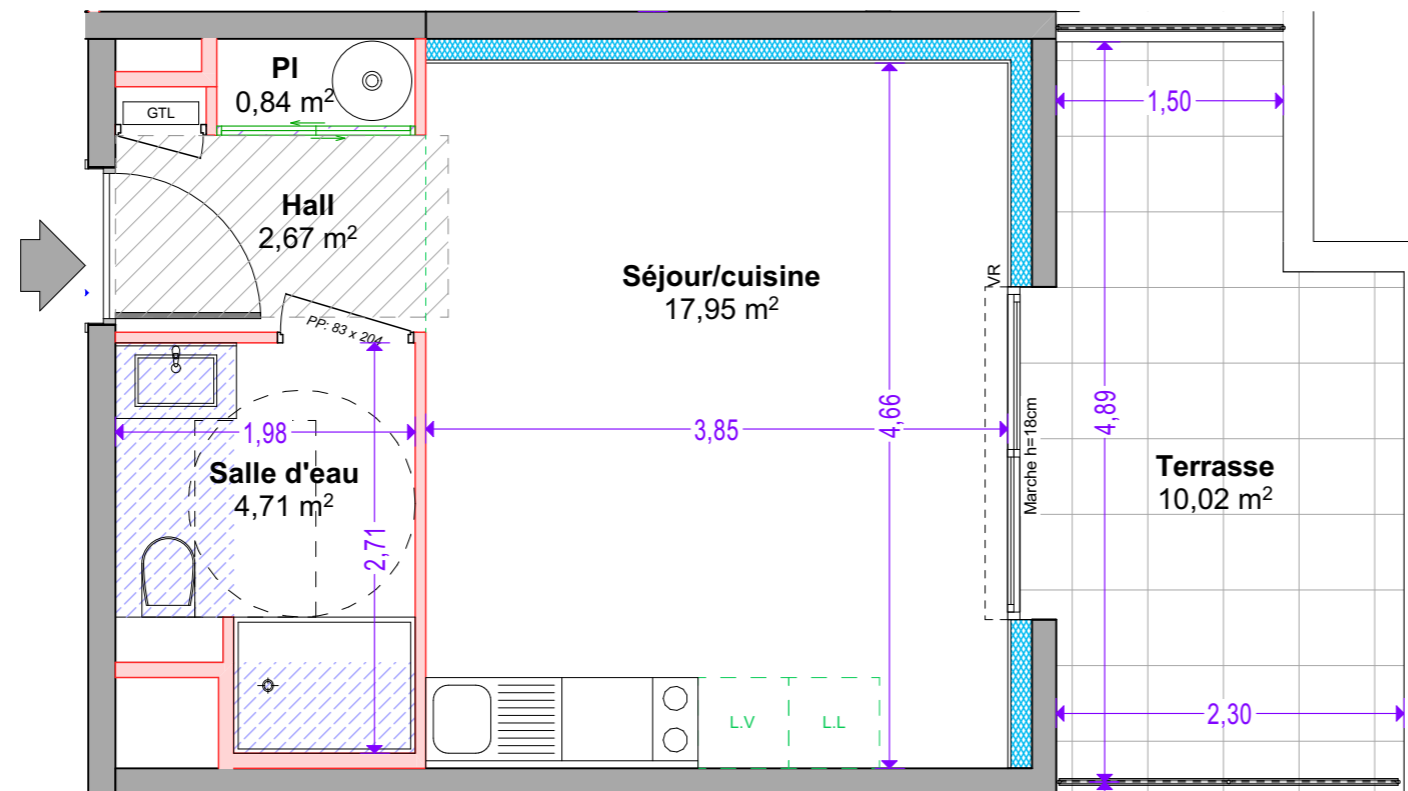 Pl
0,84 m²
GTL
1,50
Hall
2,67 m²
Séjour/cuisine
17,95 m²
VR
PP: 83 x 204
1,98
3,85
4,66
4,89
Marche h=18cm
Salle d'eau
4,71 m²
2,71
Terrasse
10,02 m²
L.V
L.L
2,30